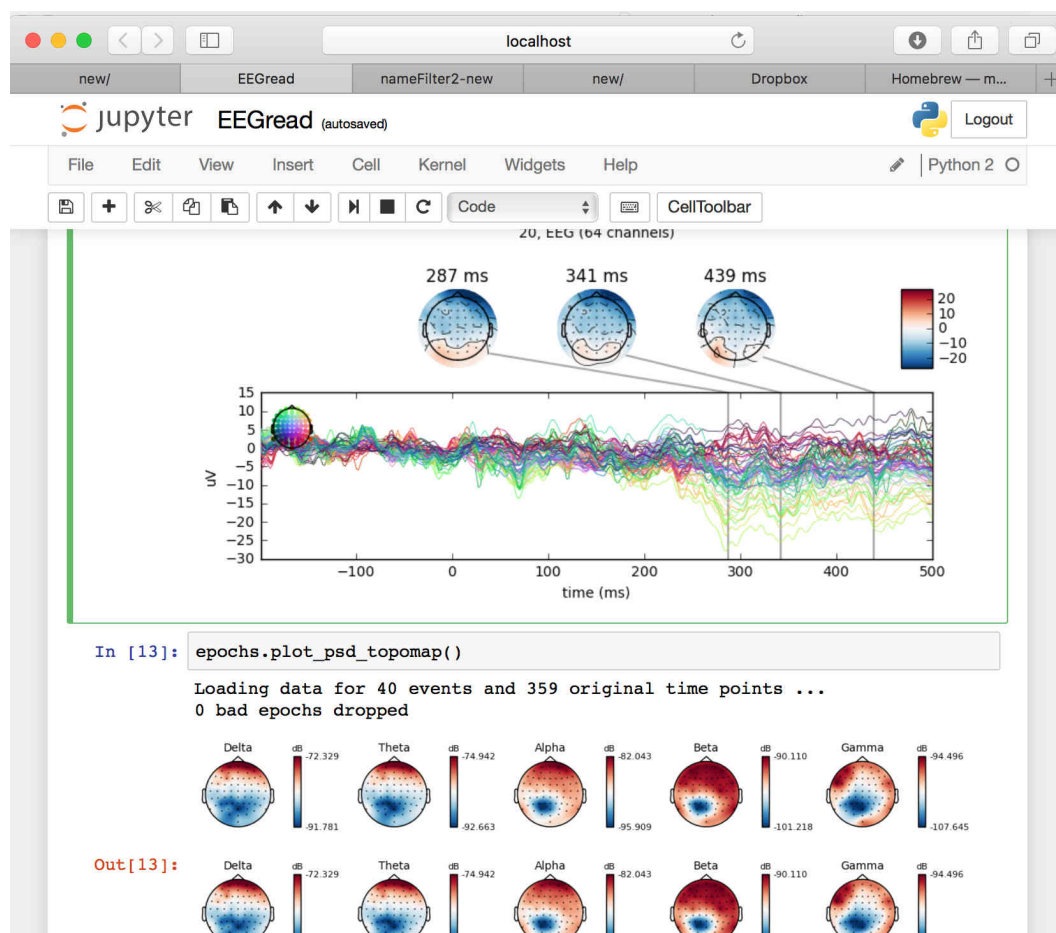 localhost
new/ EEGread nameFilter2-new new/ Dropbox Homebrew — m...
jupyter EEGread (autosaved) Logout
File Edit View Insert Cell Kernel Widgets Help Python 2
Code CellToolbar
20, EEG (64 channels)
287 ms 341 ms 439 ms
20
10
0
−10
−20
15
10
5
0
−5
−10
−15
−20
−25
−30
uV
−100 0 100 200 300 400 500
time (ms)
In [13]: epochs.plot_psd_topomap()
Loading data for 40 events and 359 original time points ...
0 bad epochs dropped
Delta dB -72.329 Theta dB -74.942 Alpha dB -82.043 Beta dB -90.110 Gamma dB -94.496
-91.781 -92.663 -95.909 -101.218 -107.645
Out[13]: Delta dB -72.329 Theta dB -74.942 Alpha dB -82.043 Beta dB -90.110 Gamma dB -94.496